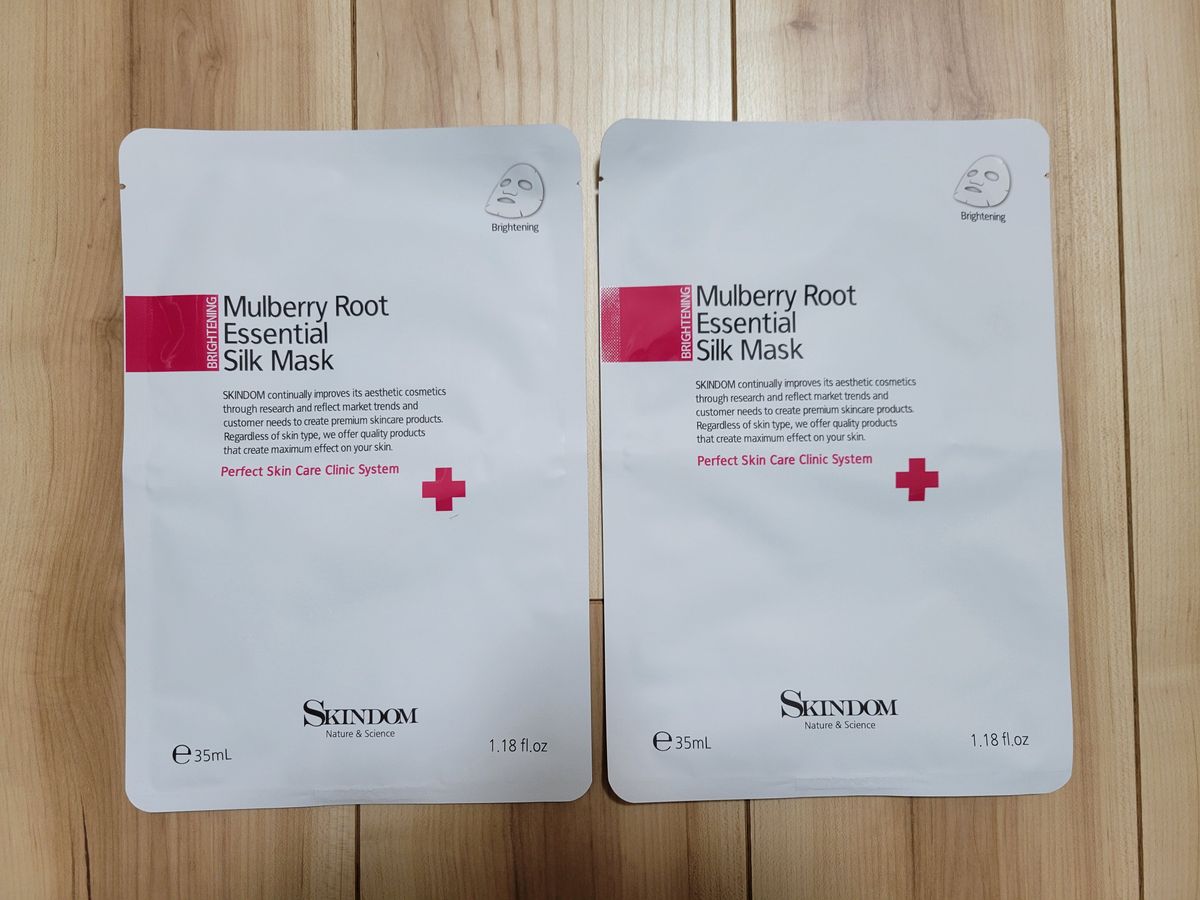 Brightening
BRIGHTENING
Mulberry Root
Essential
Silk Mask
SKINDOM continually improves its aesthetic cosmetics
through research and reflect market trends and
customer needs to create premium skincare products.
Regardless of skin type, we offer quality products
that create maximum effect on your skin.
Perfect Skin Care Clinic System
SKINDOM
Nature & Science
℮35mL
1.18 fl.oz
Brightening
BRIGHTENING
Mulberry Root
Essential
Silk Mask
SKINDOM continually improves its aesthetic cosmetics
through research and reflect market trends and
customer needs to create premium skincare products.
Regardless of skin type, we offer quality products
that create maximum effect on your skin.
Perfect Skin Care Clinic System
SKINDOM
Nature & Science
℮35mL
1.18 fl.oz